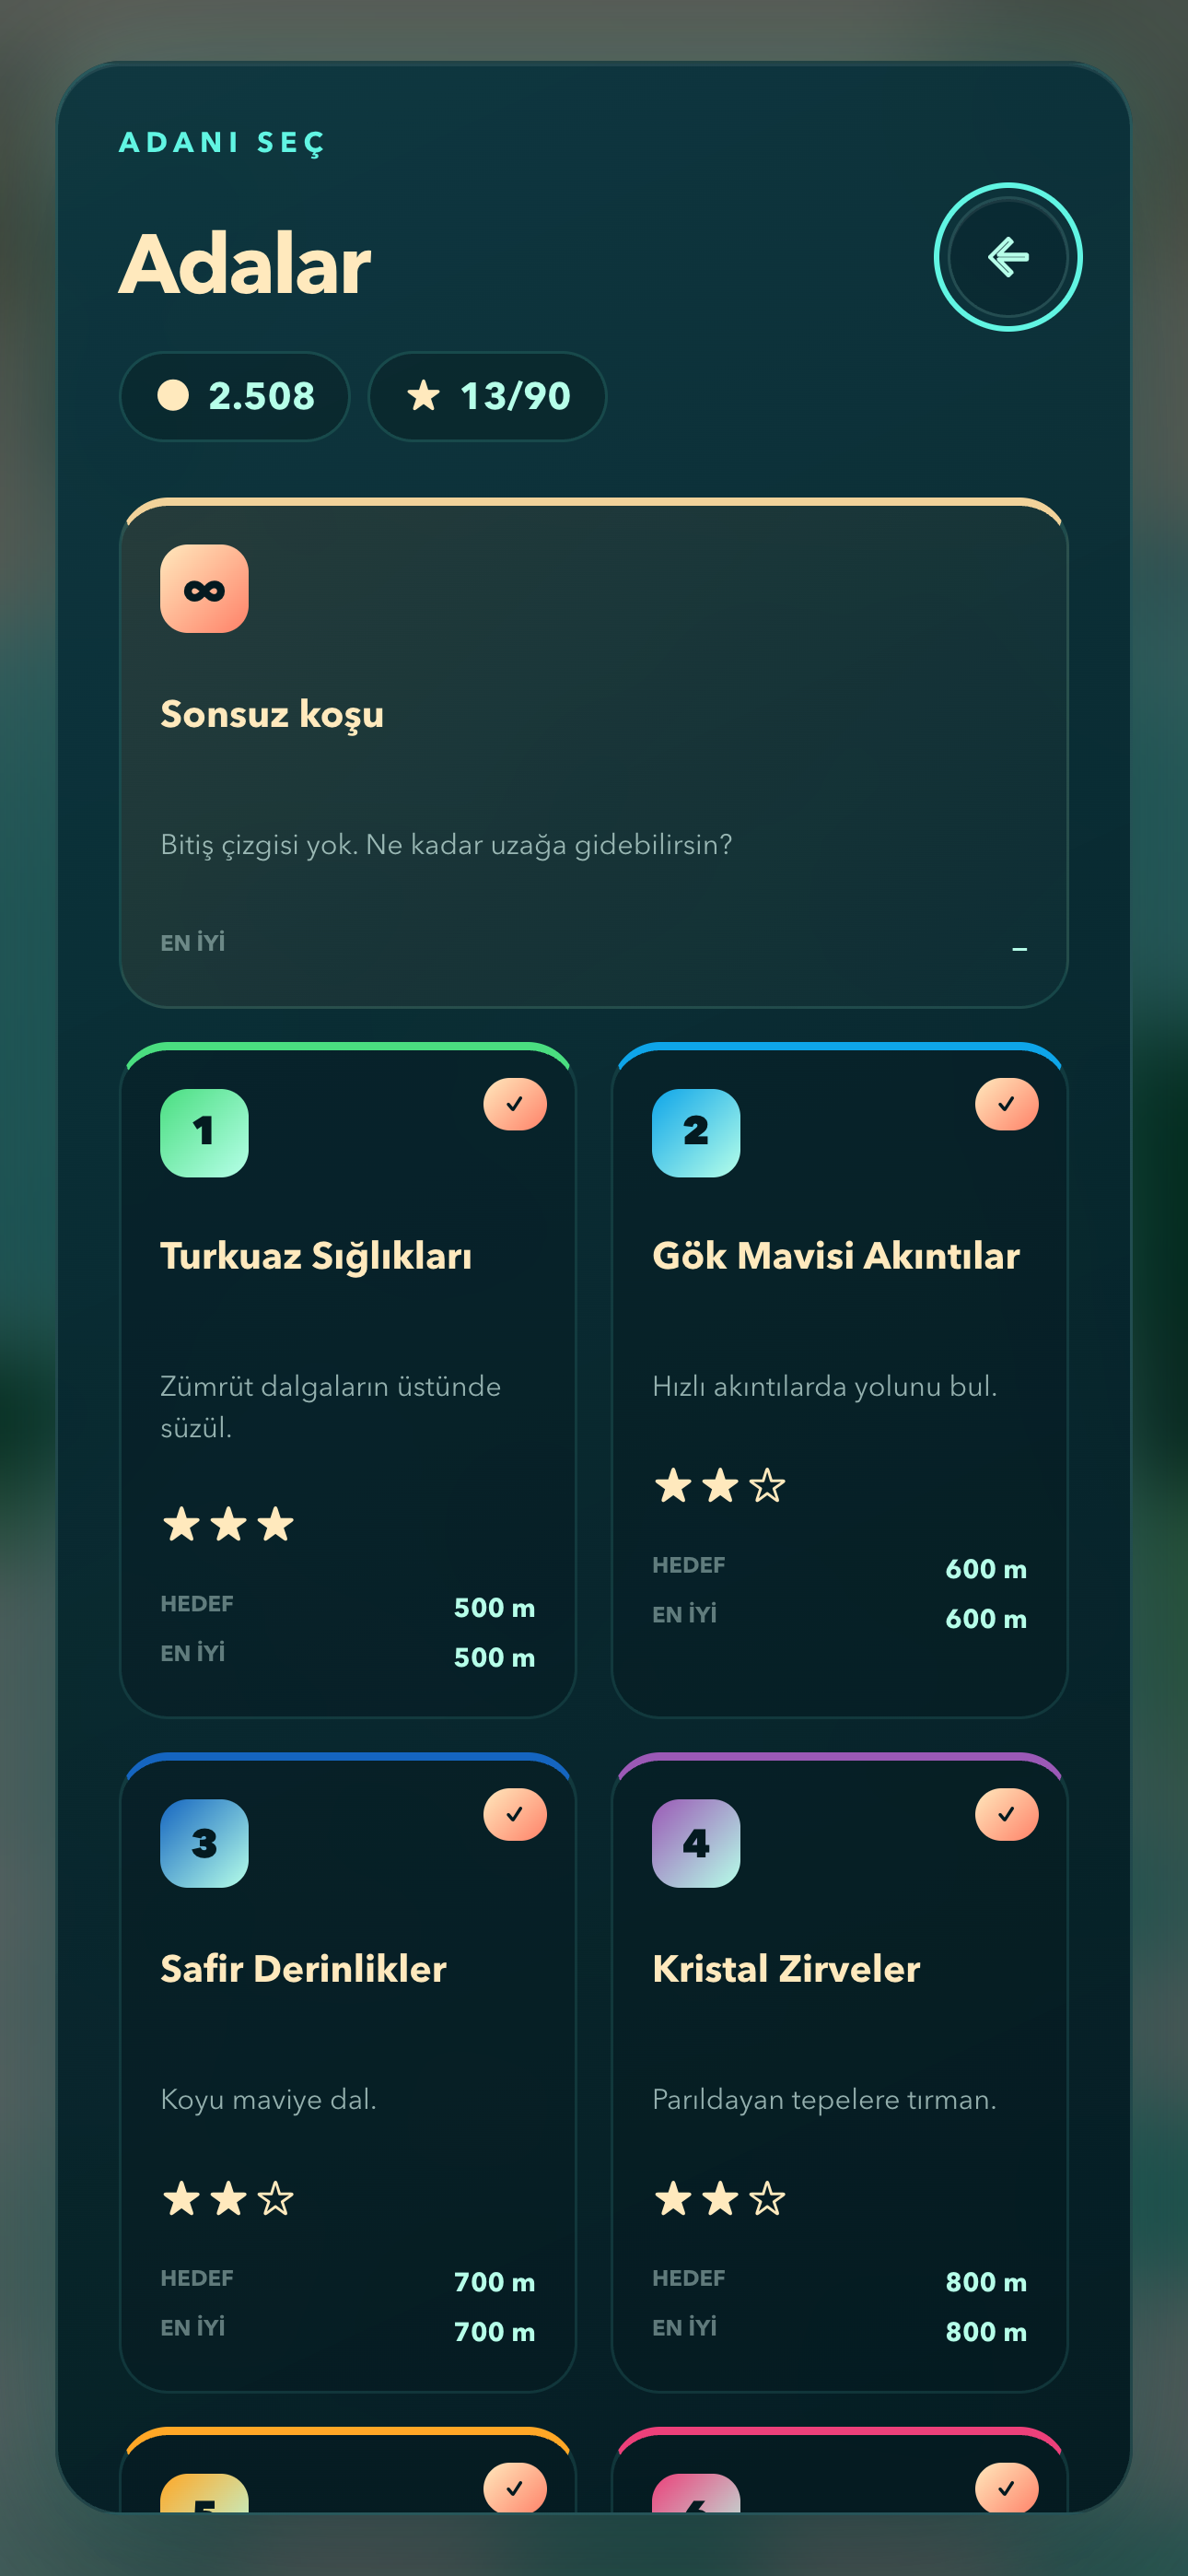 ADANI SEÇ
Adalar
2.508
13/90
∞
Sonsuz koşu
Bitiş çizgisi yok. Ne kadar uzağa gidebilirsin?
EN İYİ –
1
Turkuaz Sığlıkları
Zümrüt dalgaların üstünde
süzül.
HEDEF 500 m
EN İYİ 500 m
2
Gök Mavisi Akıntılar
Hızlı akıntılarda yolunu bul.
HEDEF 600 m
EN İYİ 600 m
3
Safir Derinlikler
Koyu maviye dal.
HEDEF 700 m
EN İYİ 700 m
4
Kristal Zirveler
Parıldayan tepelere tırman.
HEDEF 800 m
EN İYİ 800 m